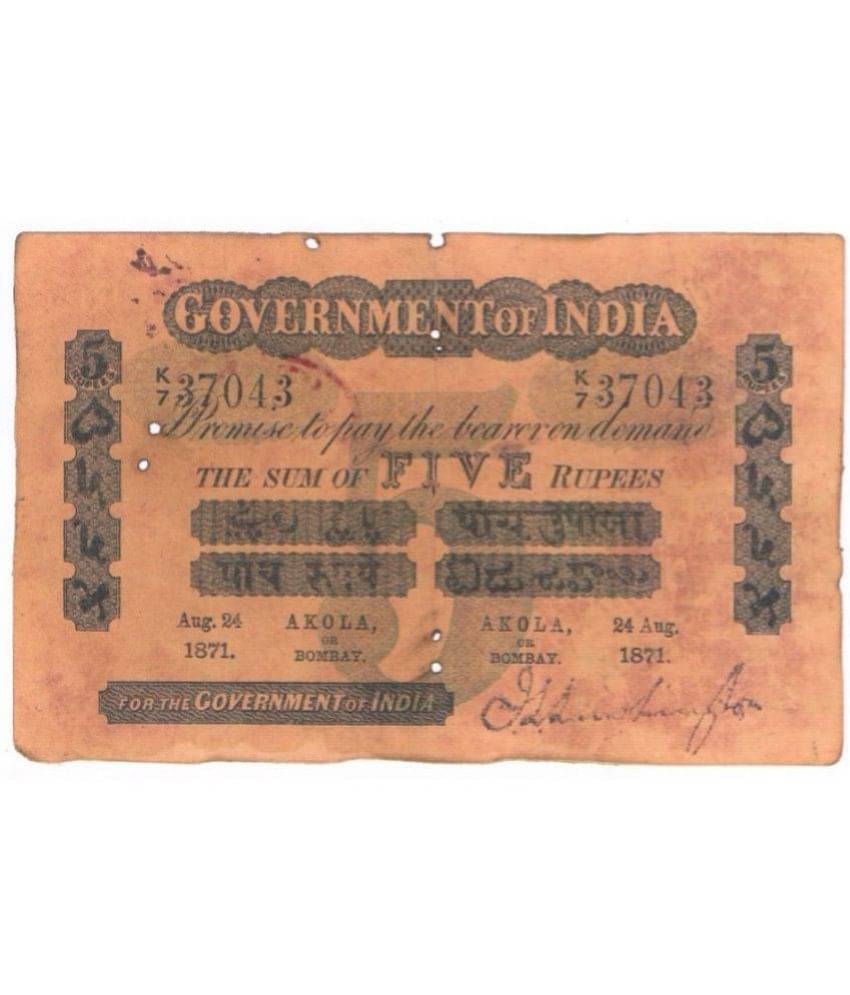 GOVERNMENT OF INDIA
5 RUPEES
5 RUPEES
K/7 37043
K/7 37043
Promise to pay the bearer on demand
THE SUM OF FIVE RUPEES
पांच रुपये
Aug. 24 AKOLA, AKOLA, 24 Aug.
1871. OR BOMBAY. OR BOMBAY. 1871.
FOR THE GOVERNMENT OF INDIA